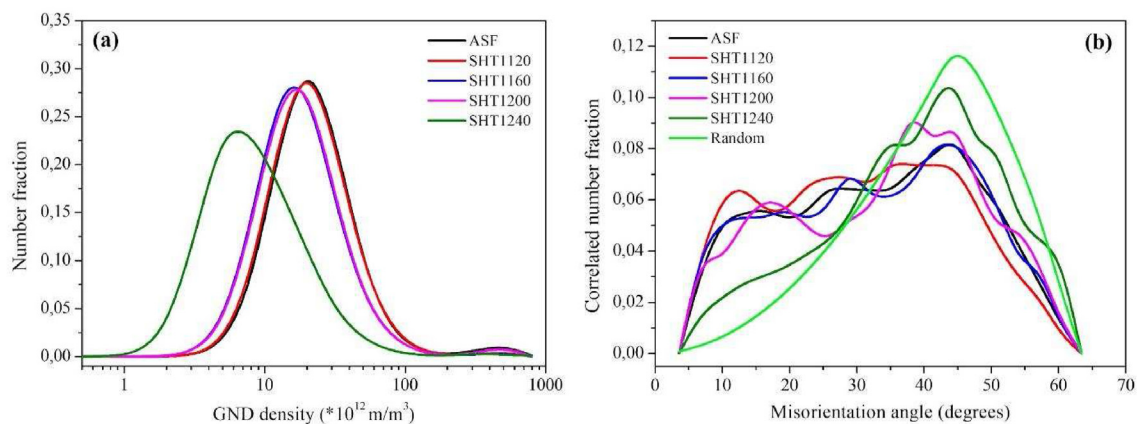 (a)
ASF
SHT1120
SHT1160
SHT1200
SHT1240
0,35
0,30
0,25
0,20
0,15
0,10
0,05
0,00
Number fraction
1
10
100
1000
GND density (*10¹² m/m³)
(b)
ASF
SHT1120
SHT1160
SHT1200
SHT1240
Random
0,12
0,10
0,08
0,06
0,04
0,02
0,00
Correlated number fraction
0
10
20
30
40
50
60
70
Misorientation angle (degrees)